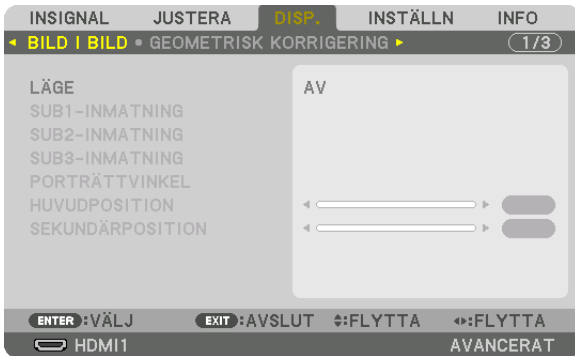 INSIGNAL JUSTERA DISP. INSTÄLLN INFO
BILD I BILD • GEOMETRISK KORRIGERING 1/3
LÄGE AV
SUB1-INMATNING
SUB2-INMATNING
SUB3-INMATNING
PORTRÄTTVINKEL
HUVUDPOSITION
SEKUNDÄRPOSITION
ENTER :VÄLJ EXIT :AVSLUT :FLYTTA :FLYTTA
HDMI1 AVANCERAT